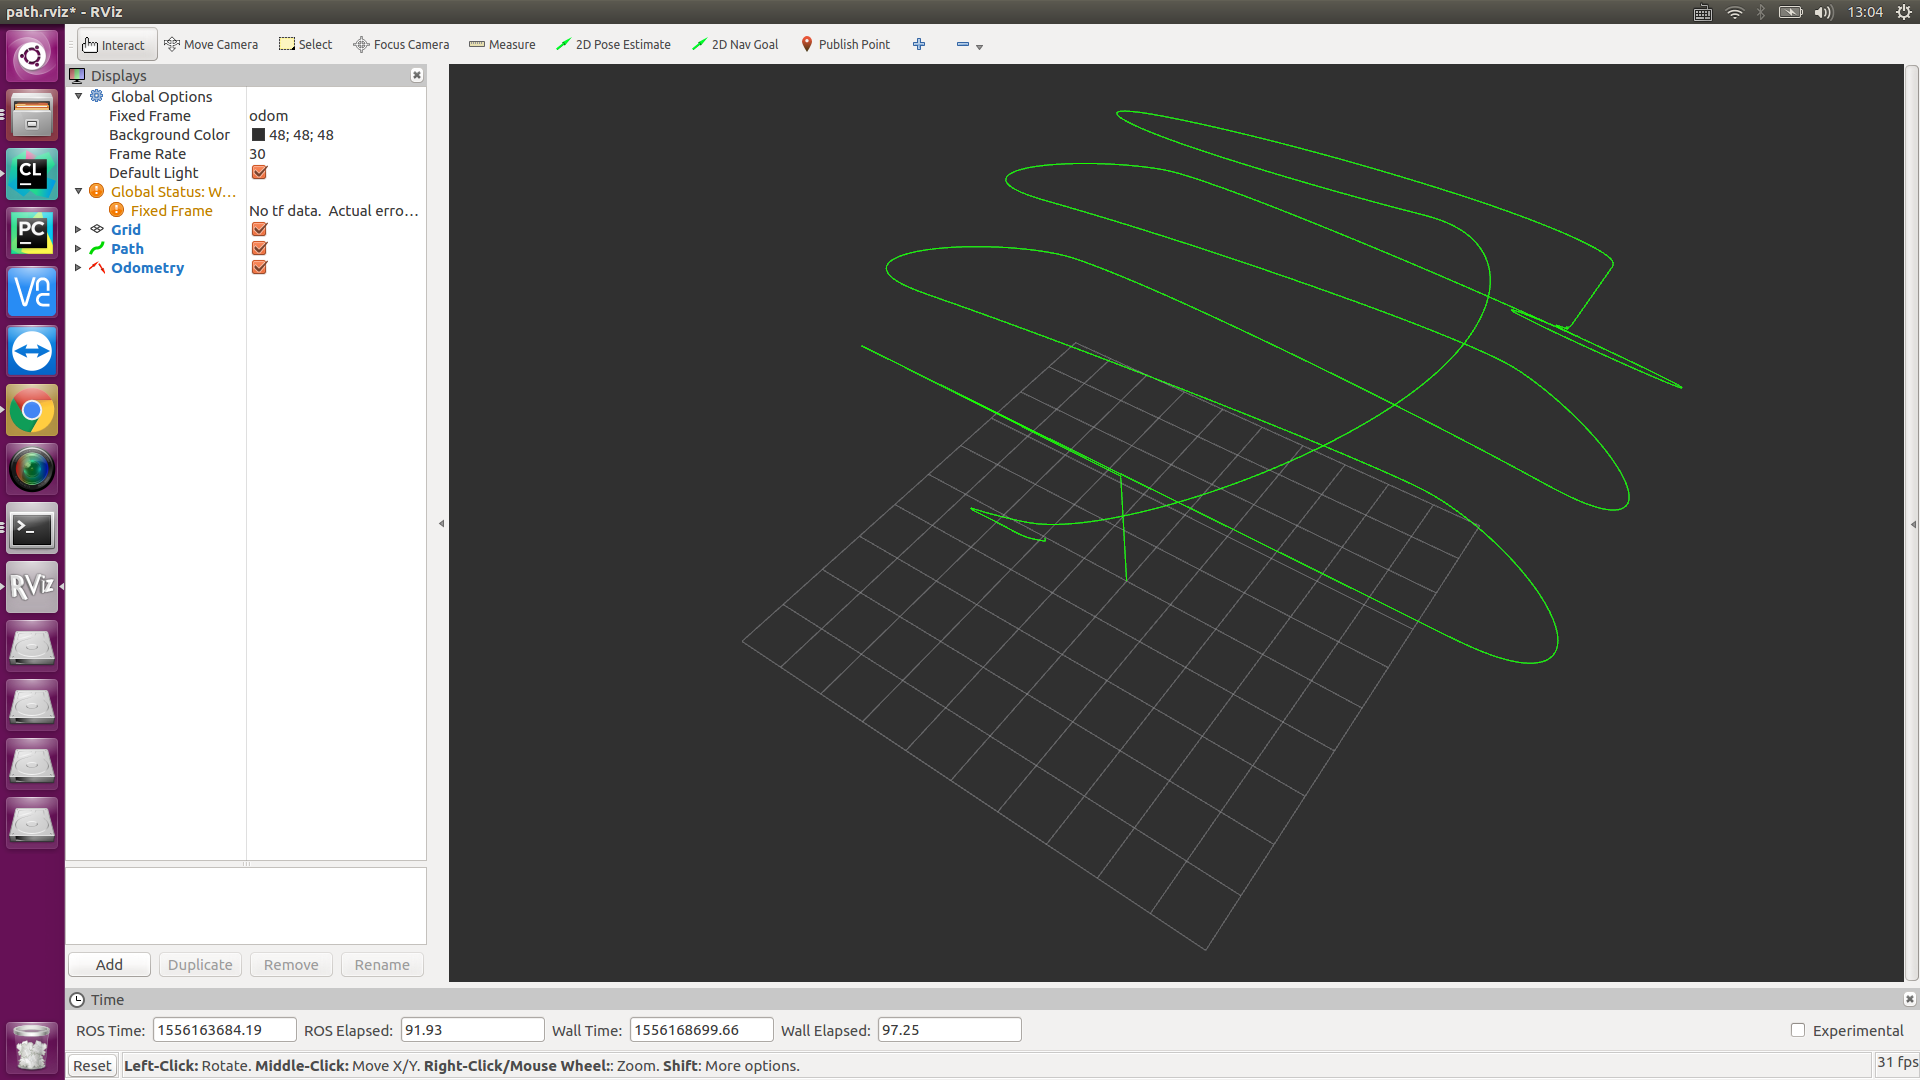 path.rviz* - RViz
13:04
Interact Move Camera Select Focus Camera Measure 2D Pose Estimate 2D Nav Goal Publish Point
Displays
Global Options
Fixed Frame odom
Background Color 48; 48; 48
Frame Rate 30
Default Light
Global Status: W...
Fixed Frame No tf data. Actual erro...
Grid
Path
Odometry
CL
PC
VNC
>_
RViz
Add Duplicate Remove Rename
Time
ROS Time: 1556163684.19 ROS Elapsed: 91.93 Wall Time: 1556168699.66 Wall Elapsed: 97.25 Experimental
Reset Left-Click: Rotate. Middle-Click: Move X/Y. Right-Click/Mouse Wheel:: Zoom. Shift: More options. 31 fps